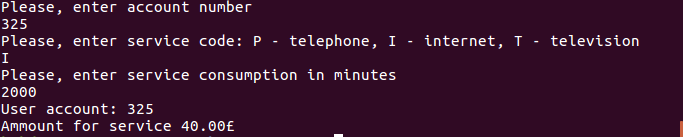 Please, enter account number
325
Please, enter service code: P - telephone, I - internet, T - television
I
Please, enter service consumption in minutes
2000
User account: 325
Ammount for service 40.00£